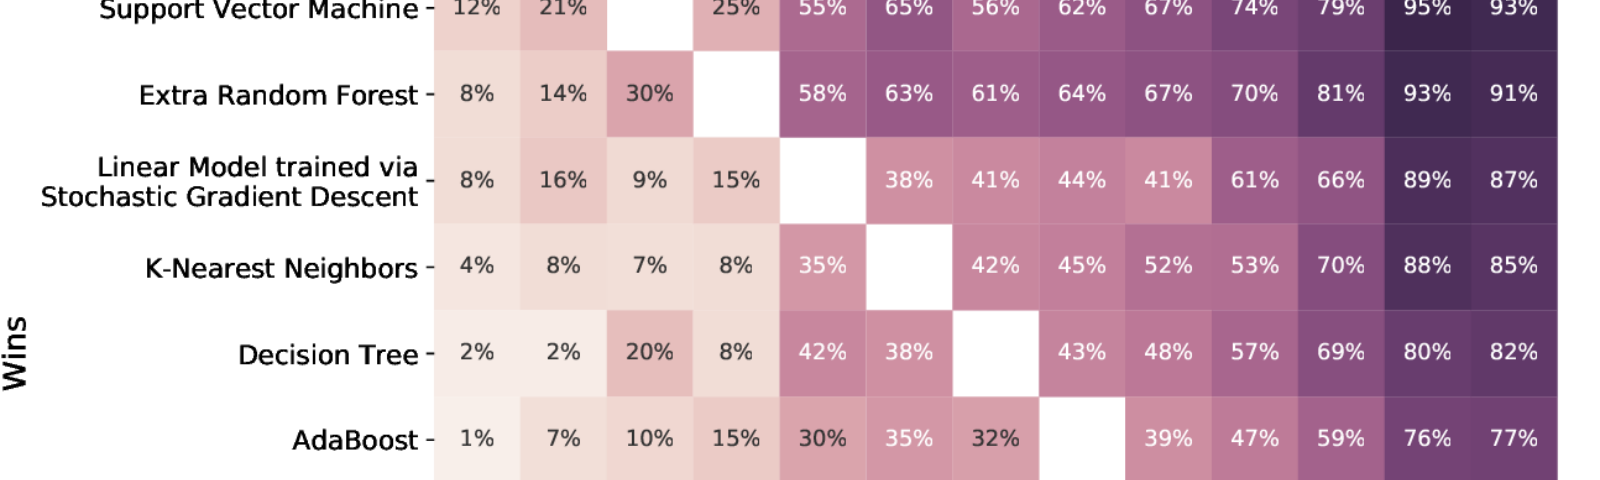 Support Vector Machine 12% 21% 25% 55% 65% 56% 62% 67% 74% 79% 95% 93%
Extra Random Forest 8% 14% 30% 58% 63% 61% 64% 67% 70% 81% 93% 91%
Linear Model trained via
Stochastic Gradient Descent 8% 16% 9% 15% 38% 41% 44% 41% 61% 66% 89% 87%
K-Nearest Neighbors 4% 8% 7% 8% 35% 42% 45% 52% 53% 70% 88% 85%
Wins
Decision Tree 2% 2% 20% 8% 42% 38% 43% 48% 57% 69% 80% 82%
AdaBoost 1% 7% 10% 15% 30% 35% 32% 39% 47% 59% 76% 77%